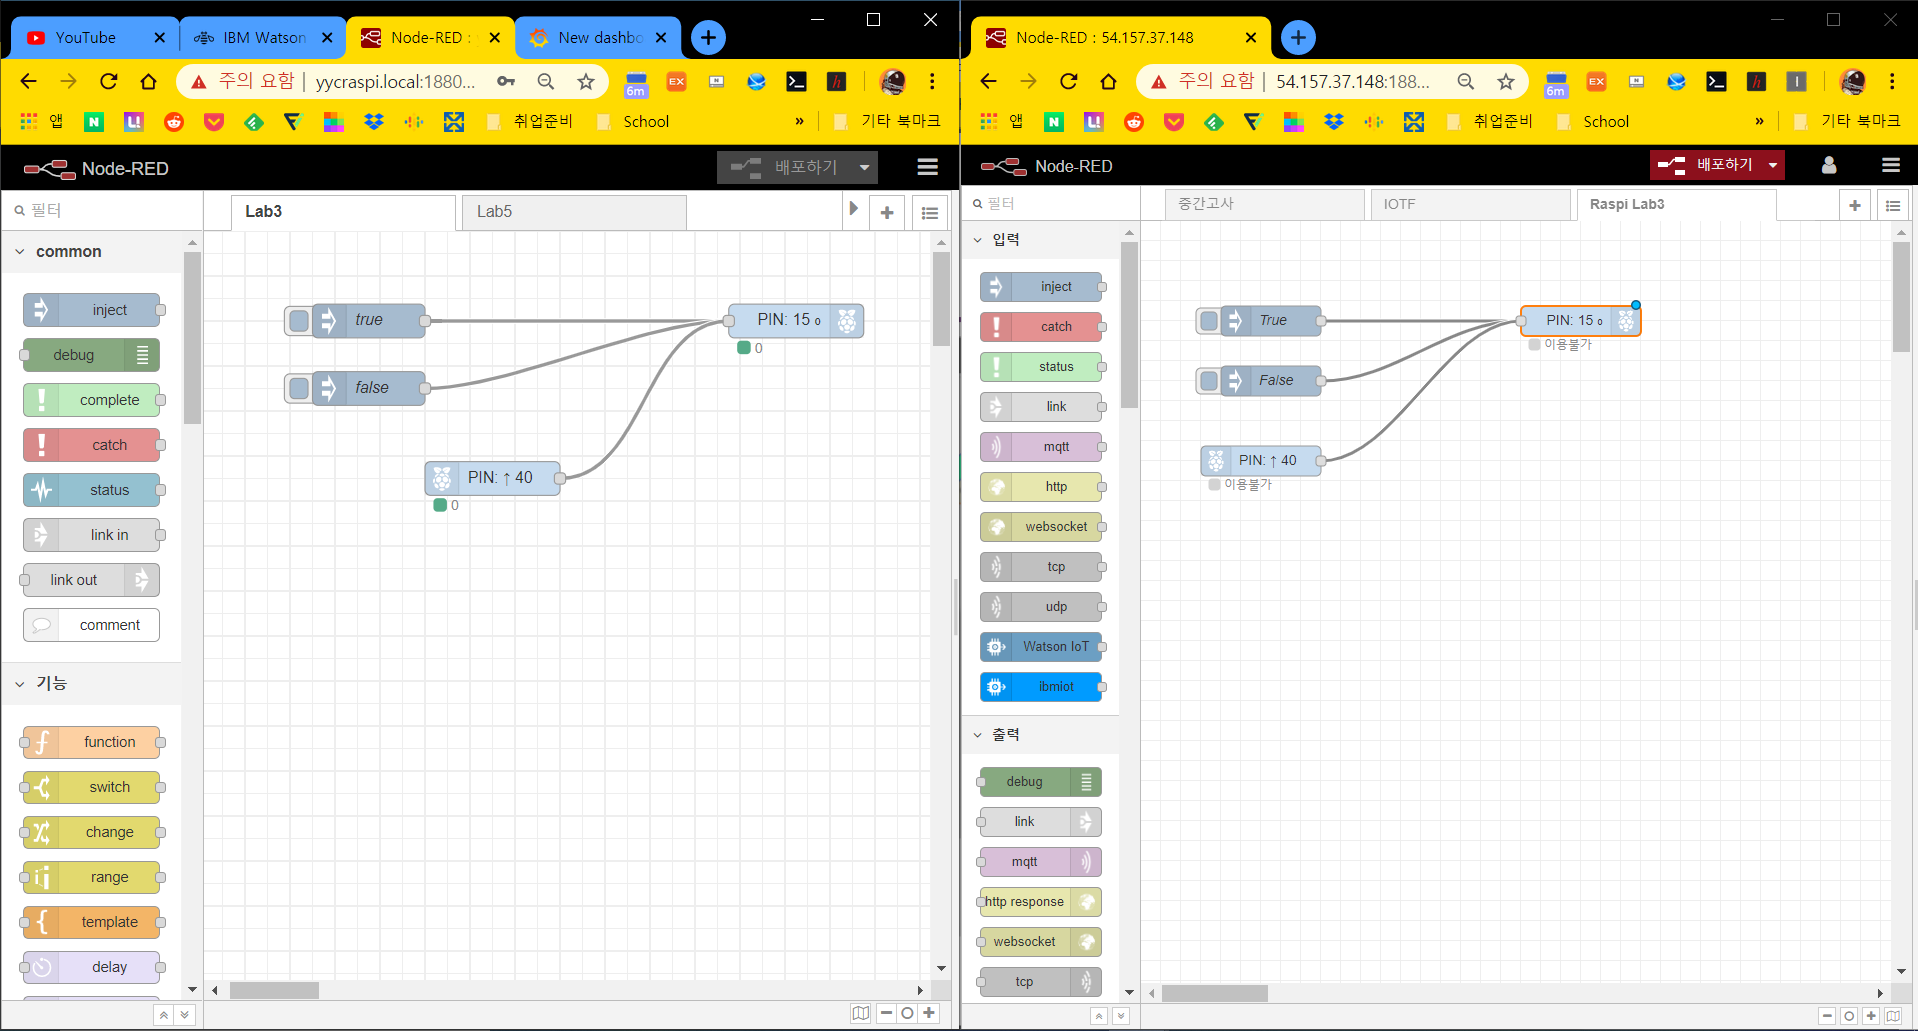 YouTube
IBM Watson
Node-RED :
New dashbo
주의 요함
yycraspi.local:1880...
6m
EX
앱
취업준비
School
»
기타 북마크
Node-RED
배포하기
필터
Lab3
Lab5
common
inject
debug
complete
catch
status
link in
link out
comment
기능
function
switch
change
range
template
delay
true
false
PIN: 15
0
PIN: ↑ 40
0
Node-RED : 54.157.37.148
주의 요함
54.157.37.148:188...
6m
EX
앱
취업준비
School
»
기타 북마크
Node-RED
배포하기
필터
중간고사
IOTF
Raspi Lab3
입력
inject
catch
status
link
mqtt
http
websocket
tcp
udp
Watson IoT
ibmiot
출력
debug
link
mqtt
http response
websocket
tcp
True
False
PIN: 15
이용불가
PIN: ↑ 40
이용불가